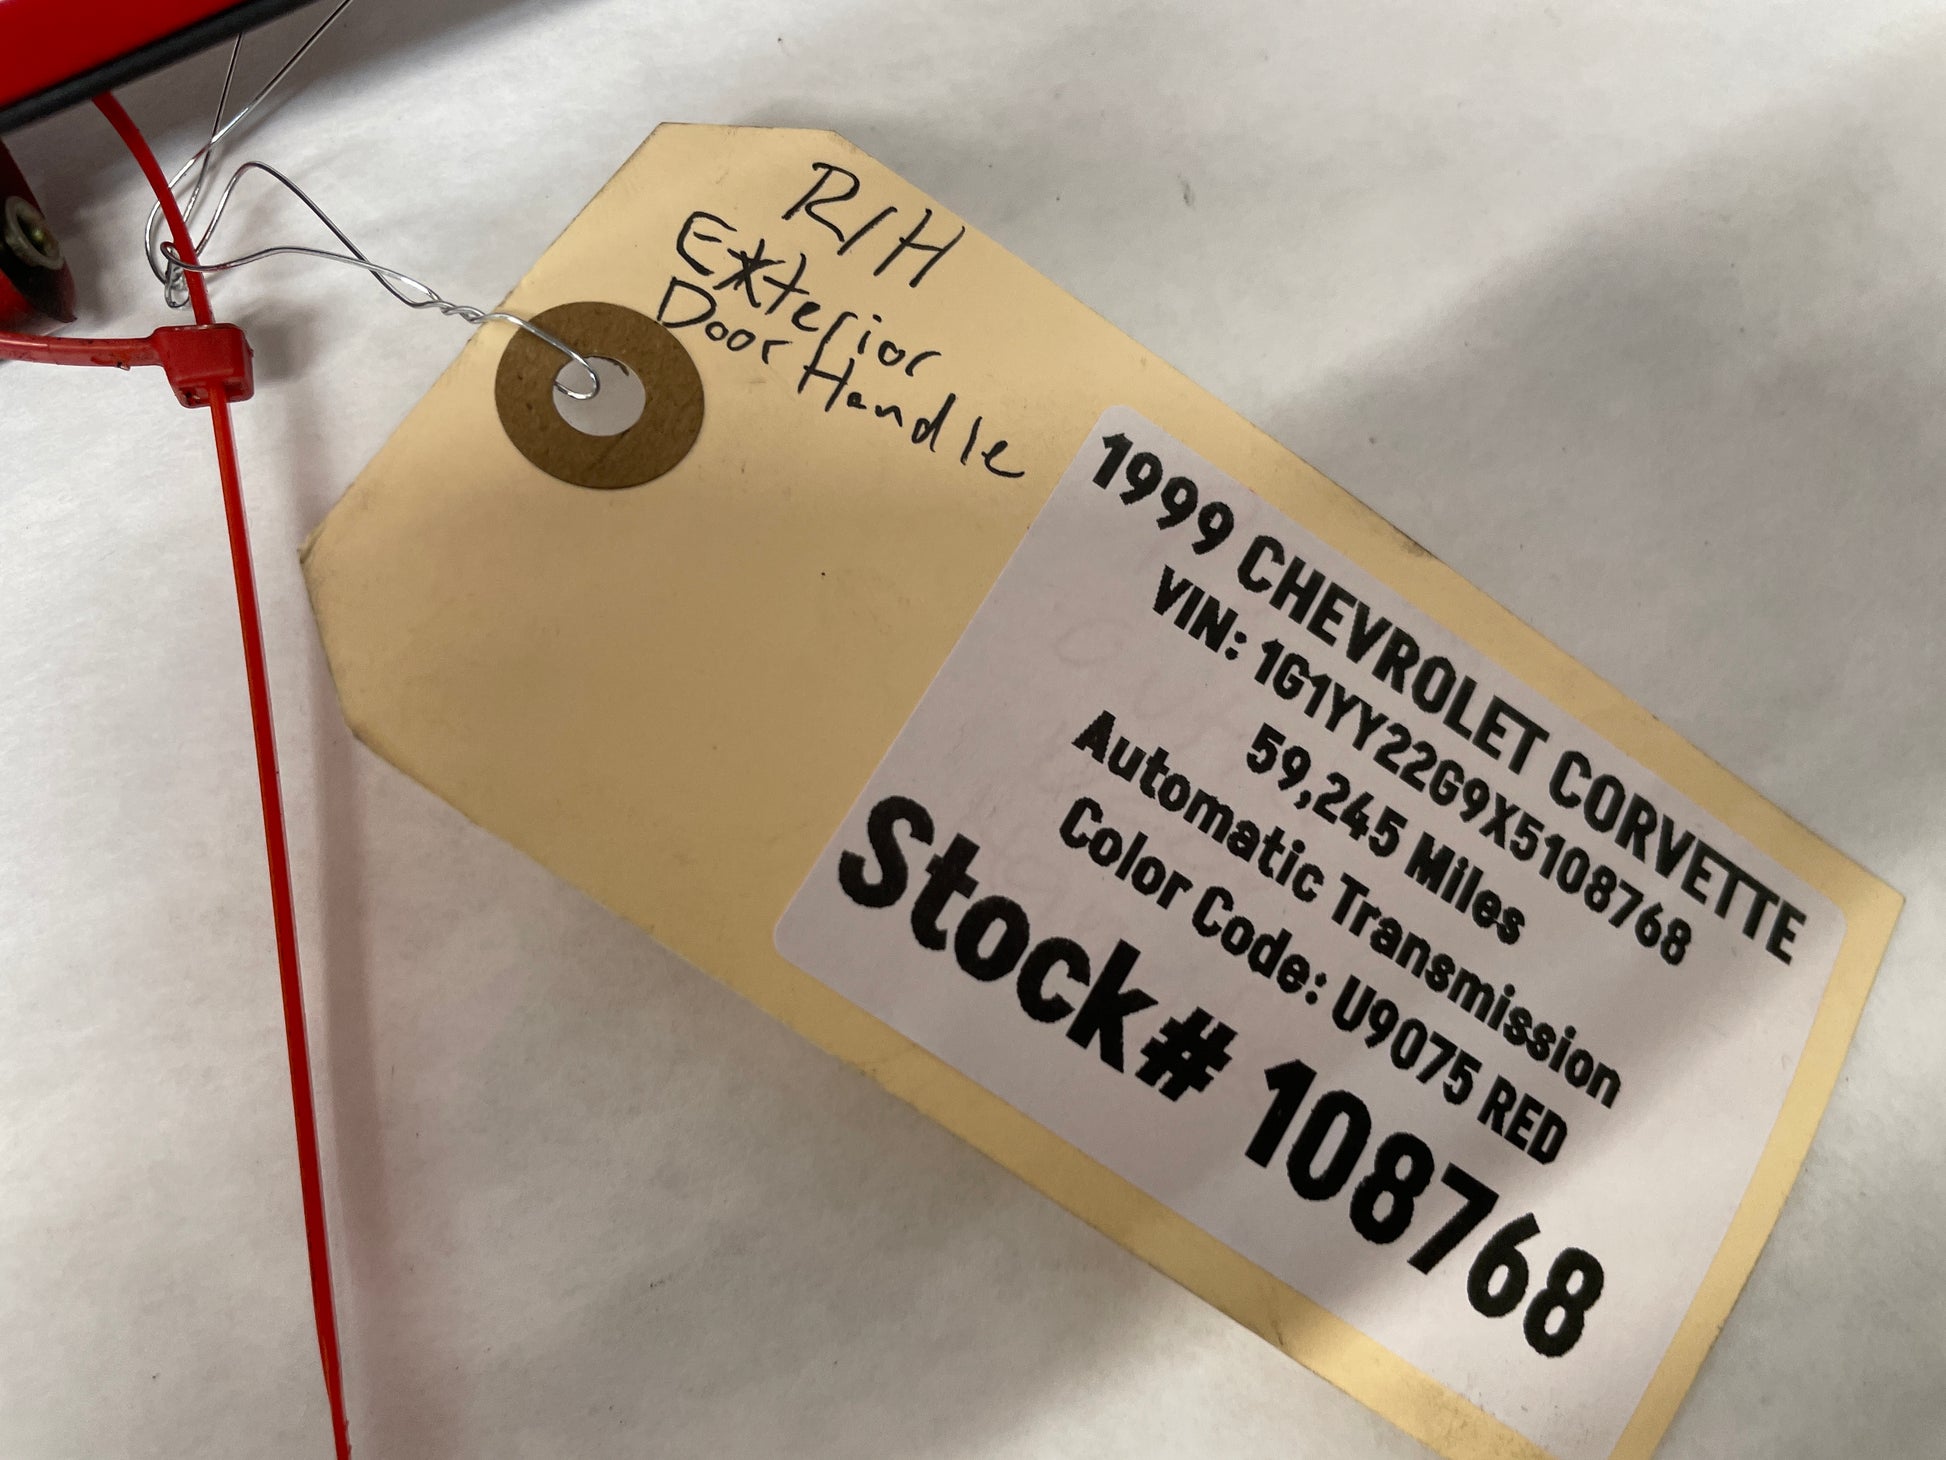 R/H
Exterior
Door Handle
1999 CHEVROLET CORVETTE
VIN: 1G1YY22G9X5108768
59,245 Miles
Automatic Transmission
Color Code: U9075 RED
Stock# 108768